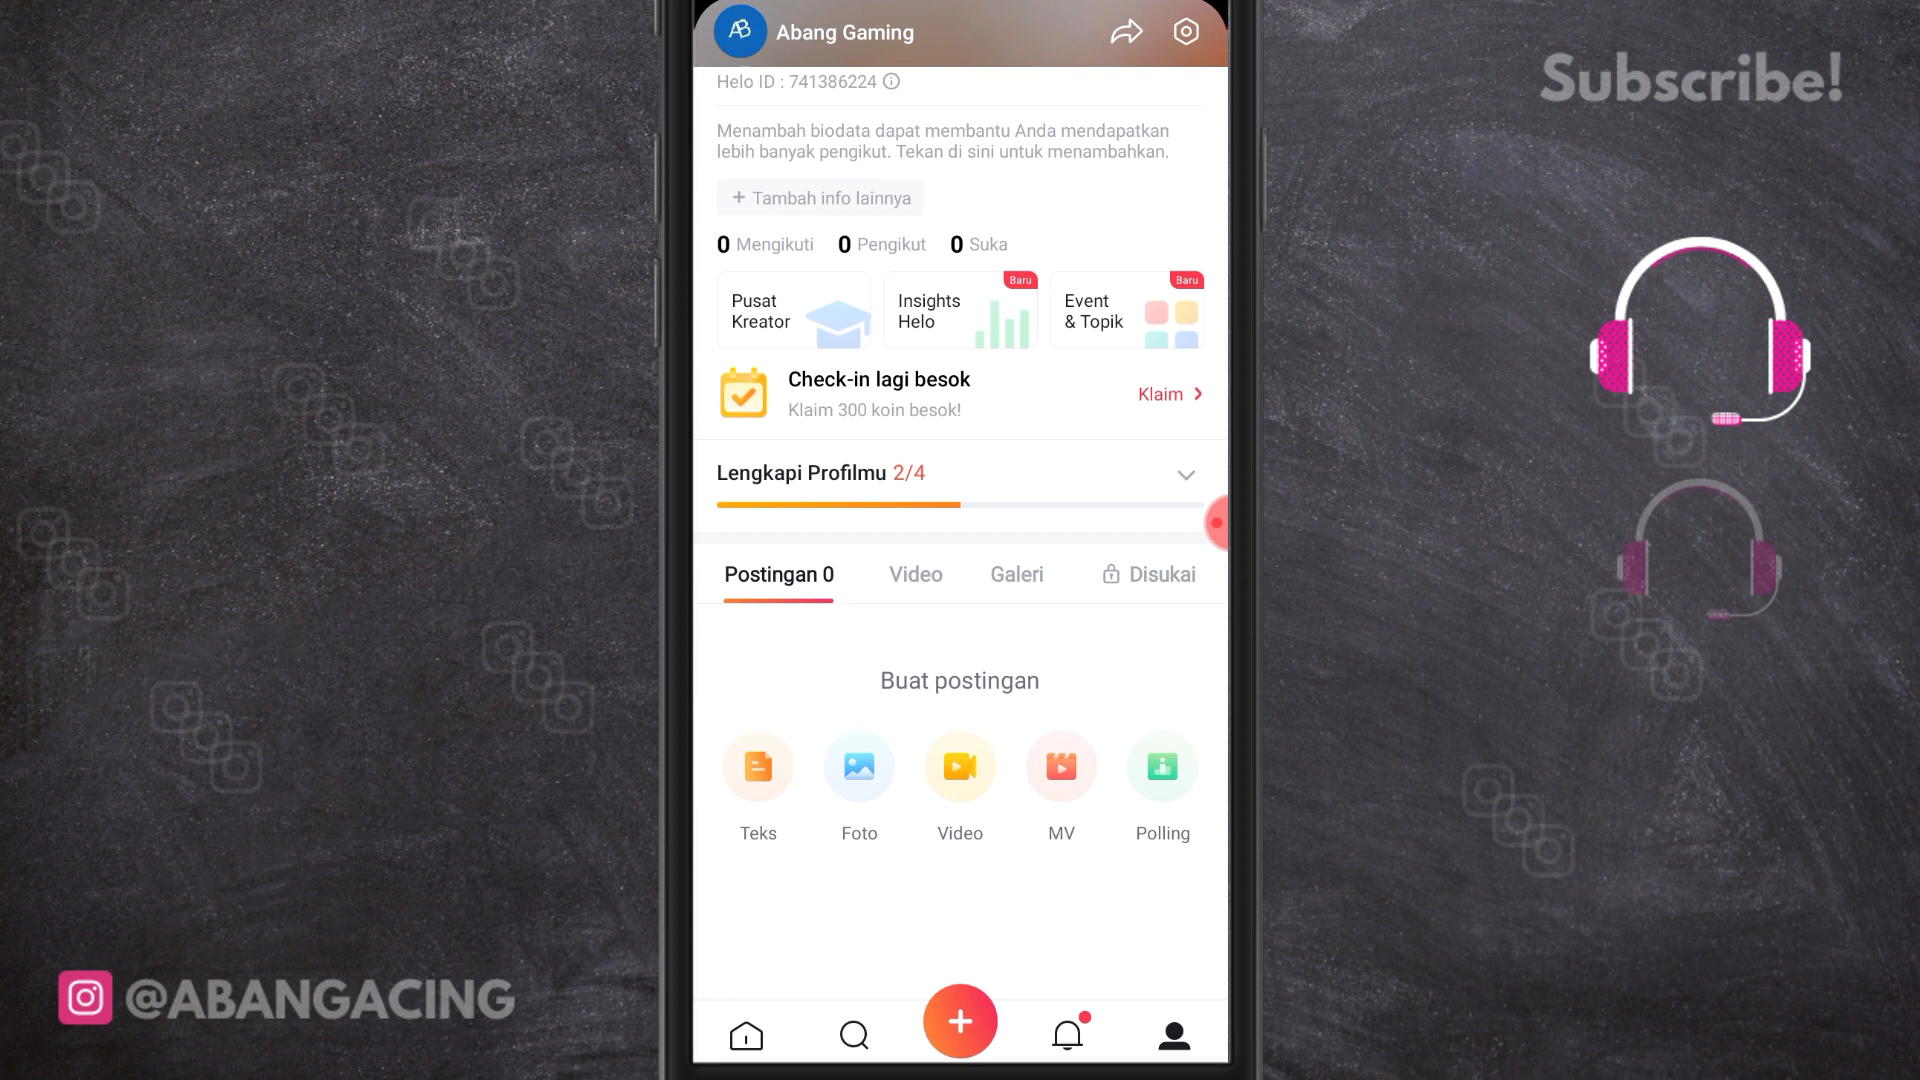 AB
Abang Gaming
Subscribe!
Helo ID : 741386224
Menambah biodata dapat membantu Anda mendapatkan
lebih banyak pengikut. Tekan di sini untuk menambahkan.
+ Tambah info lainnya
0 Mengikuti 0 Pengikut 0 Suka
Baru
Baru
Pusat
Kreator
Insights
Helo
Event
& Topik
Check-in lagi besok
Klaim 300 koin besok!
Klaim
Lengkapi Profilmu 2/4
Postingan 0 Video Galeri Disukai
Buat postingan
Teks Foto Video MV Polling
@ABANGACING